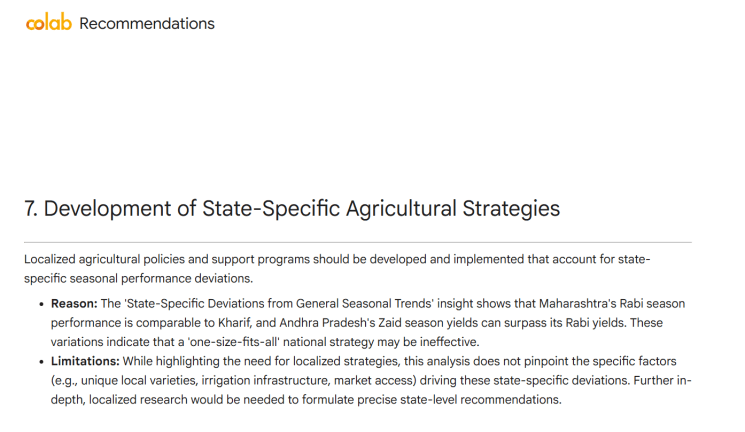 colab Recommendations
7. Development of State-Specific Agricultural Strategies
Localized agricultural policies and support programs should be developed and implemented that account for state-
specific seasonal performance deviations.
• Reason: The 'State-Specific Deviations from General Seasonal Trends' insight shows that Maharashtra's Rabi season
performance is comparable to Kharif, and Andhra Pradesh's Zaid season yields can surpass its Rabi yields. These
variations indicate that a 'one-size-fits-all' national strategy may be ineffective.
• Limitations: While highlighting the need for localized strategies, this analysis does not pinpoint the specific factors
(e.g., unique local varieties, irrigation infrastructure, market access) driving these state-specific deviations. Further in-
depth, localized research would be needed to formulate precise state-level recommendations.